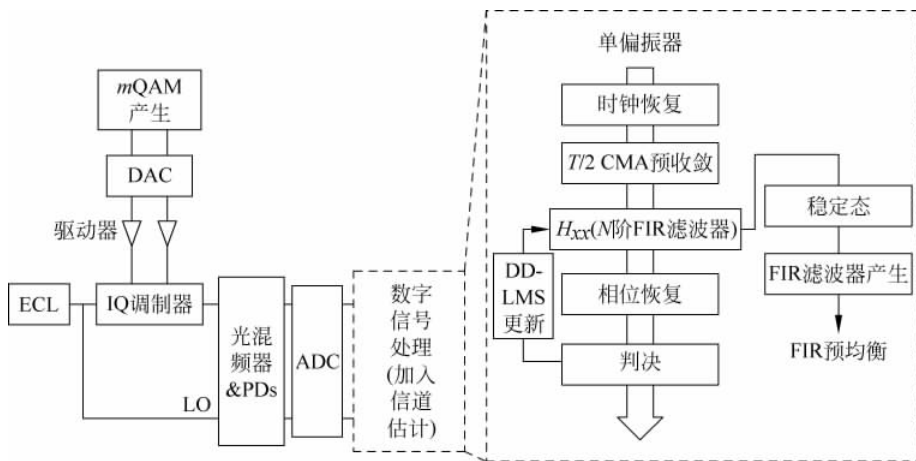 mQAM
产生
DAC
驱动器
ECL
IQ调制器
LO
光混
频器
&PDs
ADC
数字
信号
处理
(加入
信道
估计)
单偏振器
时钟恢复
T/2 CMA预收敛
Hxx(N阶FIR滤波器)
DD-
LMS
更新
相位恢复
判决
稳定态
FIR滤波器产生
FIR预均衡